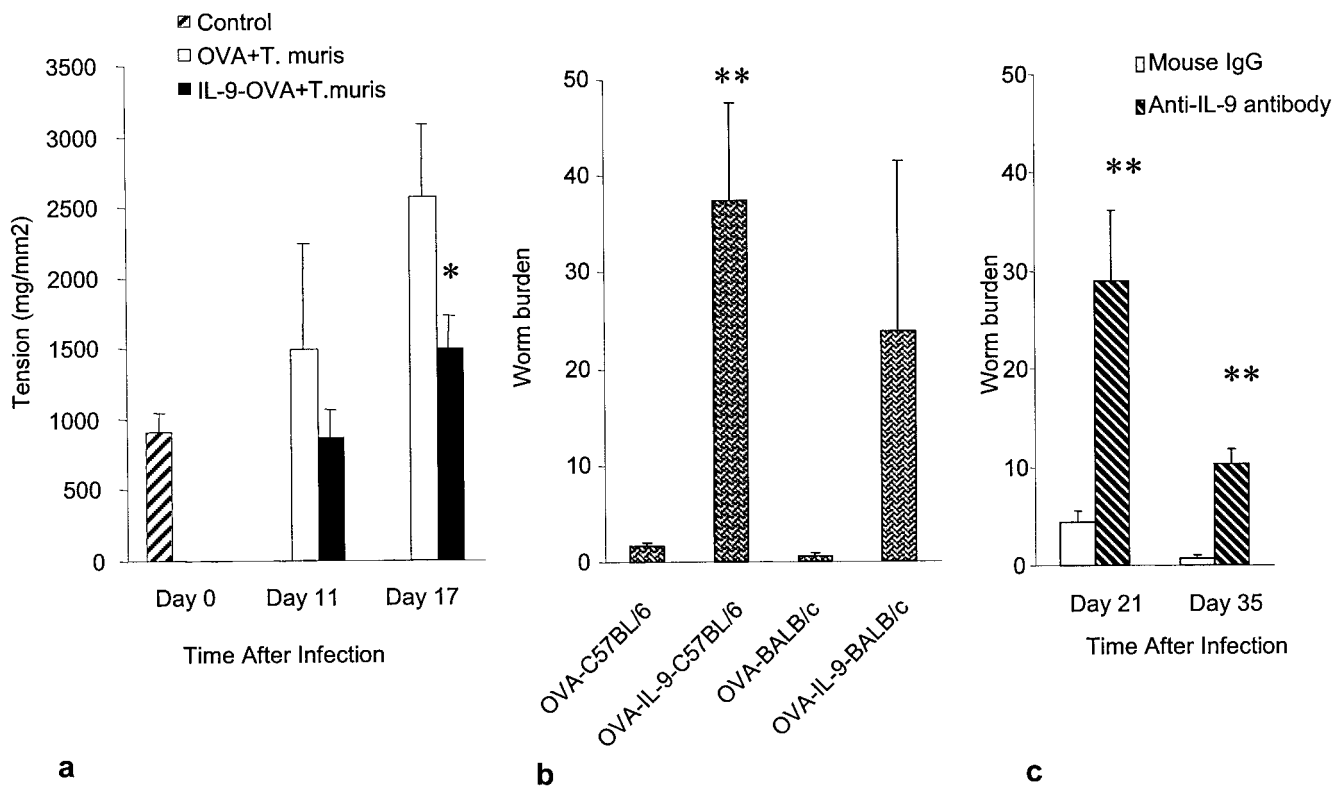 Control
OVA+T. muris
IL-9-OVA+T.muris
3500
3000
2500
2000
1500
1000
500
0
Tension (mg/mm2)
*
Day 0 Day 11 Day 17
Time After Infection
a
50
40
30
20
10
0
Worm burden
**
OVA-C57BL/6
OVA-IL-9-C57BL/6
OVA-BALB/c
OVA-IL-9-BALB/c
b
Mouse IgG
Anti-IL-9 antibody
50
40
30
20
10
0
Worm burden
**
**
Day 21 Day 35
Time After Infection
c